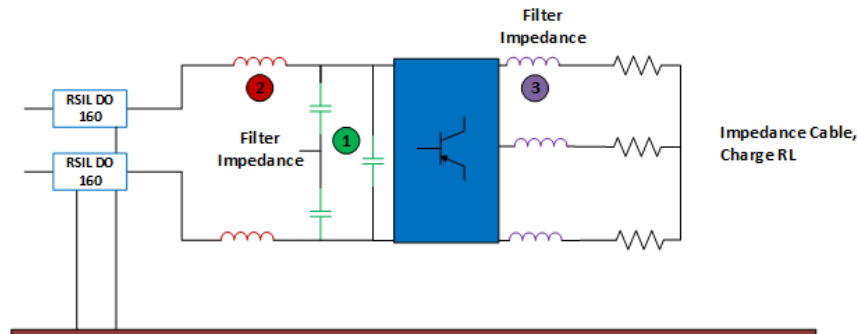 Filter
Impedance
2
3
RSIL DO
160
Filter
Impedance
1
Impedance Cable,
Charge RL
RSIL DO
160